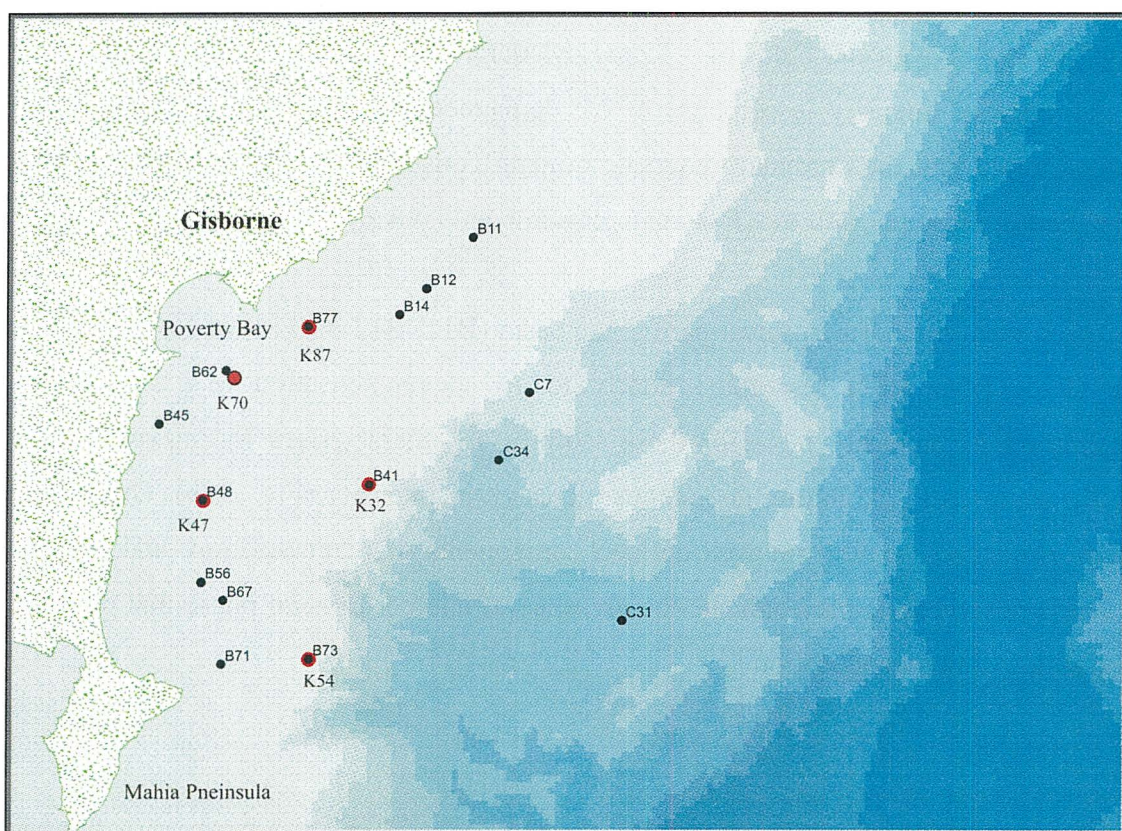 Gisborne
B11
B12
B14
Poverty Bay
B77
K87
B62
K70
C7
B45
C34
B41
K32
B48
K47
B56
B67
C31
B71
B73
K54
Mahia Pneinsula